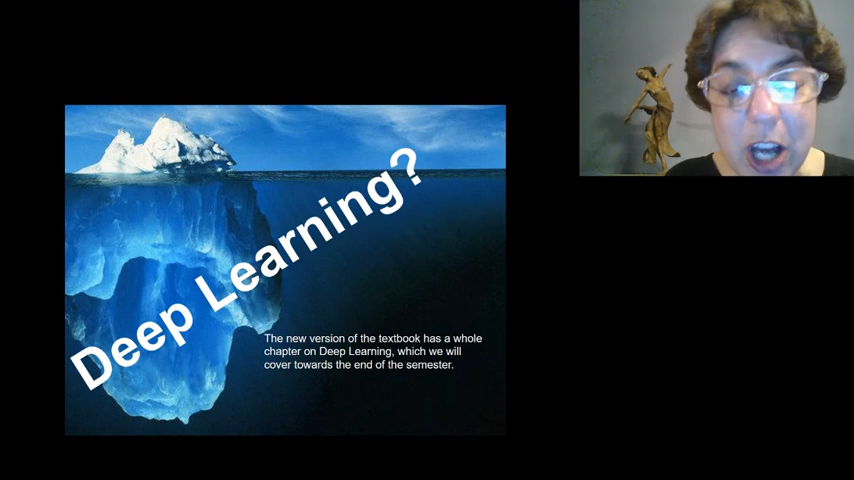 Deep Learning?
The new version of the textbook has a whole
chapter on Deep Learning, which we will
cover towards the end of the semester.